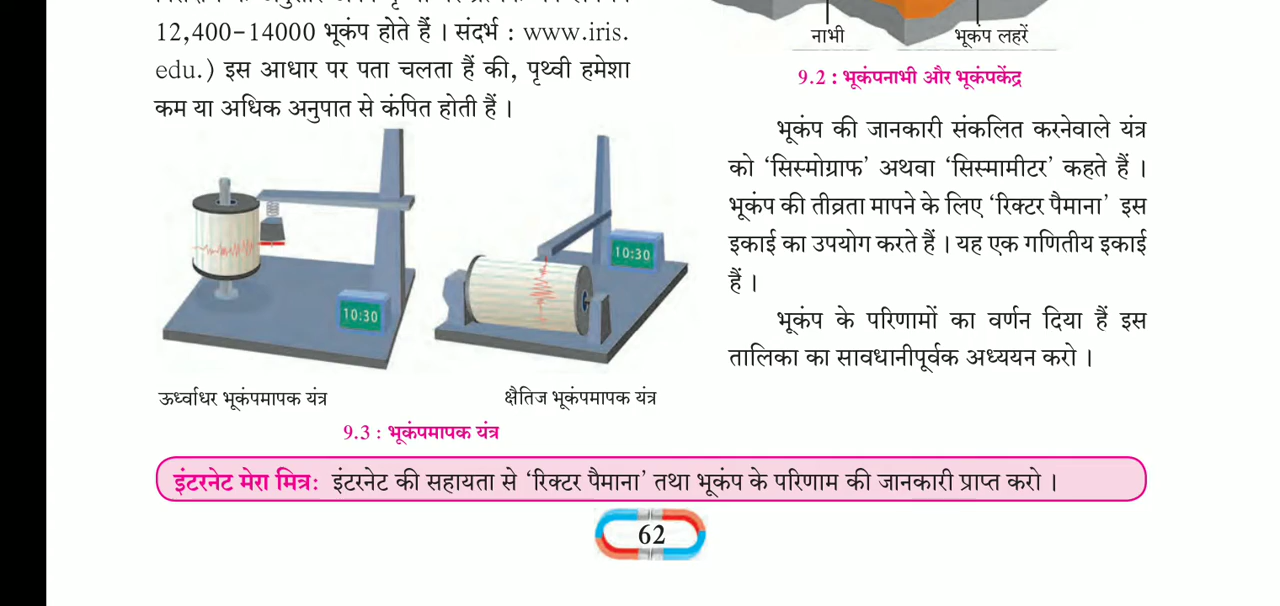 12,400-14000 भूकंप होते हैं । संदर्भ : www.iris.
edu.) इस आधार पर पता चलता हैं की, पृथ्वी हमेशा
कम या अधिक अनुपात से कंपित होती हैं ।
10:30
10:30
ऊर्ध्वाधर भूकंपमापक यंत्र
क्षैतिज भूकंपमापक यंत्र
9.3 : भूकंपमापक यंत्र
नाभी
भूकंप लहरें
9.2 : भूकंपनाभी और भूकंपकेंद्र
भूकंप की जानकारी संकलित करनेवाले यंत्र
को ‘सिस्मोग्राफ’ अथवा ‘सिस्मामीटर’ कहते हैं ।
भूकंप की तीव्रता मापने के लिए ‘रिक्टर पैमाना’ इस
इकाई का उपयोग करते हैं । यह एक गणितीय इकाई
हैं ।
भूकंप के परिणामों का वर्णन दिया हैं इस
तालिका का सावधानीपूर्वक अध्ययन करो ।
इंटरनेट मेरा मित्रः इंटरनेट की सहायता से ‘रिक्टर पैमाना’ तथा भूकंप के परिणाम की जानकारी प्राप्त करो ।
62